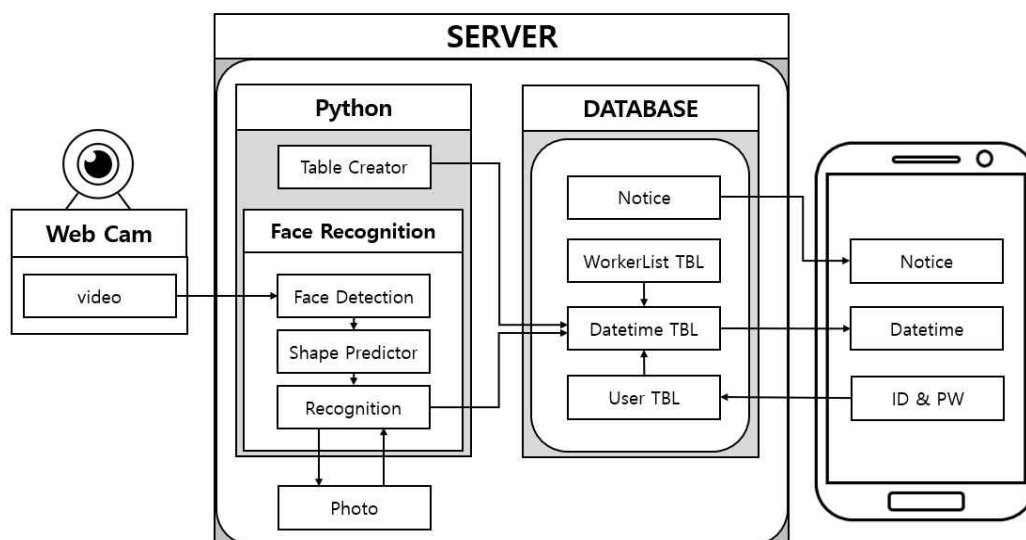 SERVER
Python
DATABASE
Table Creator
Notice
Web Cam
Face Recognition
WorkerList TBL
Notice
video
Face Detection
Datetime TBL
Datetime
Shape Predictor
Recognition
User TBL
ID & PW
Photo